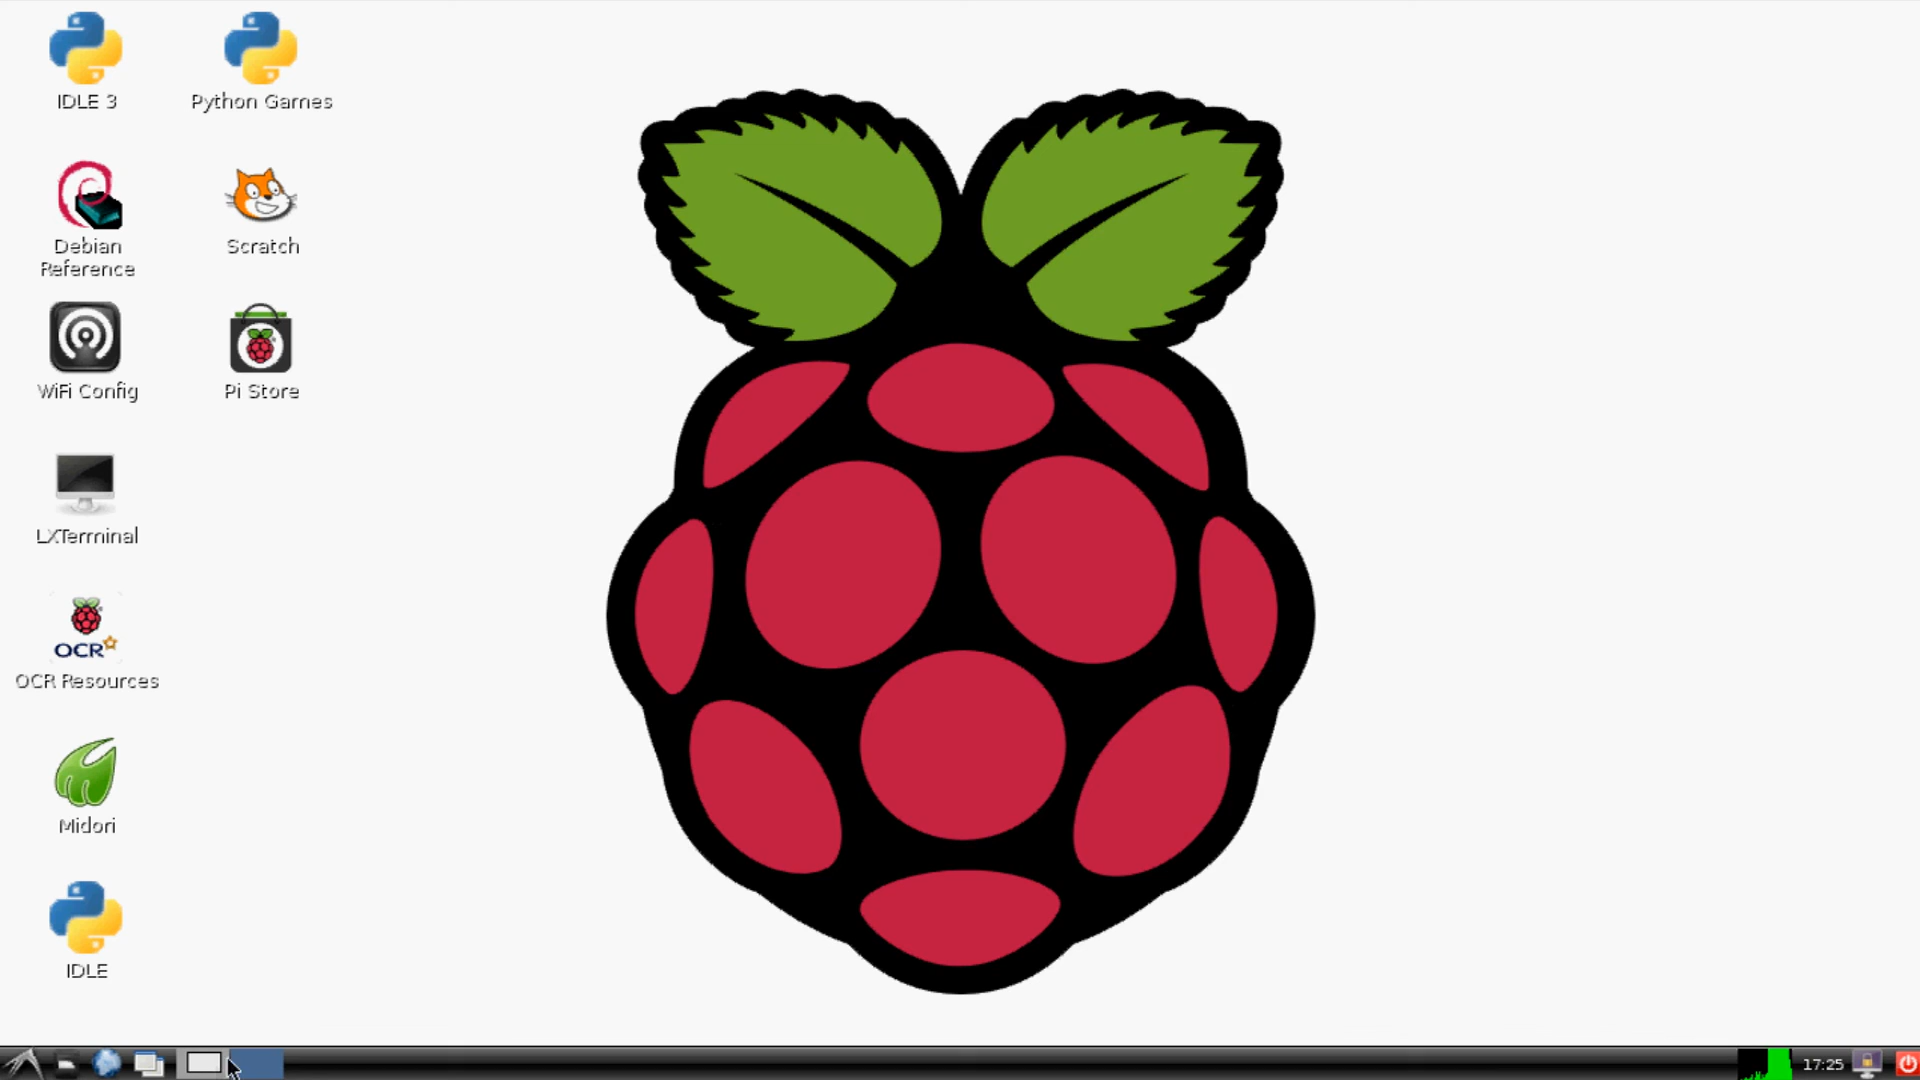 IDLE 3
Python Games
Debian
Reference
Scratch
WiFi Config
Pi Store
LXTerminal
OCR
OCR Resources
Midori
IDLE
17:25